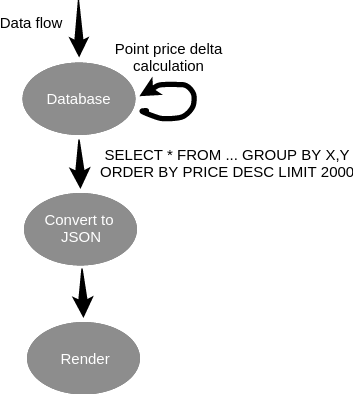 Data flow
Point price delta
calculation
Database
SELECT * FROM ... GROUP BY X,Y
ORDER BY PRICE DESC LIMIT 2000
Convert to
JSON
Render